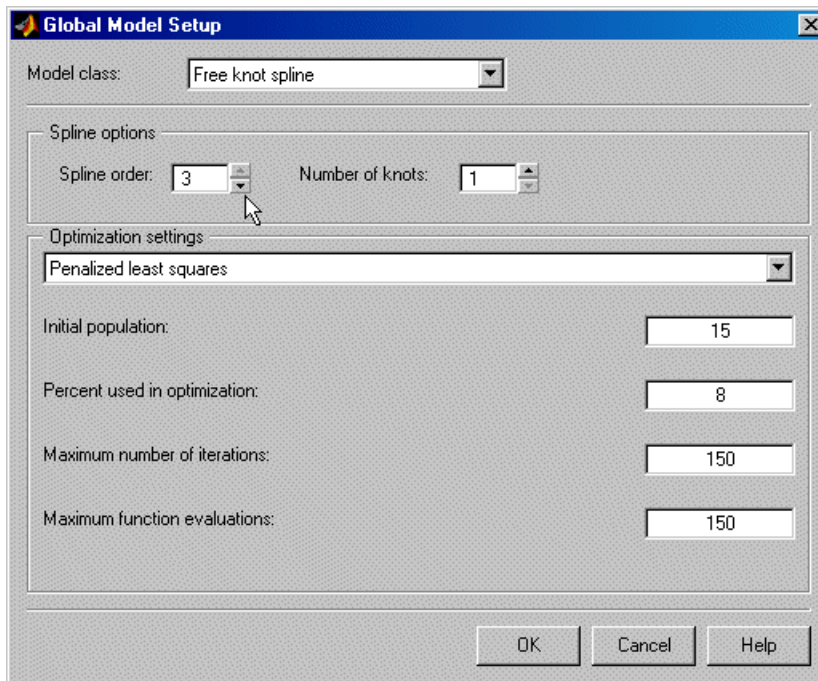 Global Model Setup
Model class: Free knot spline
Spline options
Spline order: 3 Number of knots: 1
Optimization settings
Penalized least squares
Initial population: 15
Percent used in optimization: 8
Maximum number of iterations: 150
Maximum function evaluations: 150
OK Cancel Help